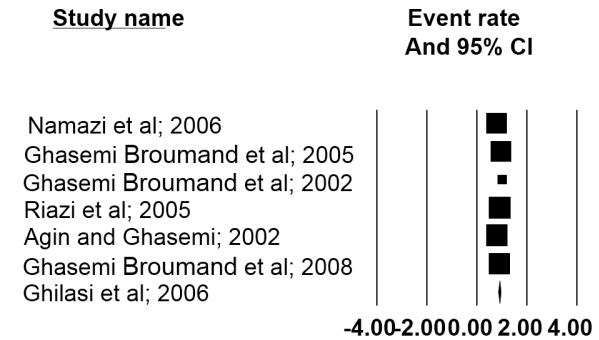 Study name
Event rate
And 95% CI
Namazi et al; 2006
Ghasemi Broumand et al; 2005
Ghasemi Broumand et al; 2002
Riazi et al; 2005
Agin and Ghasemi; 2002
Ghasemi Broumand et al; 2008
Ghilasi et al; 2006
-4.00-2.000.00 2.00 4.00